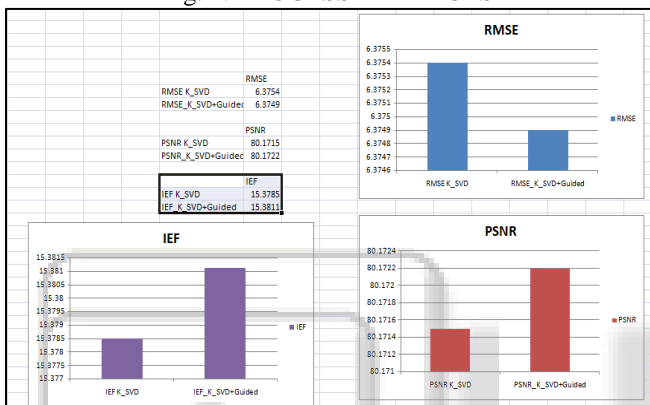 RMSE
RMSE K_SVD 6.3754
RMSE_K_SVD+Guided 6.3749
PSNR
PSNR K_SVD 80.1715
PSNR_K_SVD+Guided 80.1722
IEF
IEF K_SVD 15.3785
IEF_K_SVD+Guided 15.3811
RMSE
6.3755
6.3754
6.3753
6.3752
6.3751
6.375
6.3749
6.3748
6.3747
6.3746
RMSE K_SVD RMSE_K_SVD+Guided
RMSE
IEF
15.3815
15.381
15.3805
15.38
15.3795
15.379
15.3785
15.378
15.3775
15.377
IEF K_SVD IEF_K_SVD+Guided
IEF
PSNR
80.1724
80.1722
80.172
80.1718
80.1716
80.1714
80.1712
80.171
PSNR K_SVD PSNR_K_SVD+Guided
PSNR